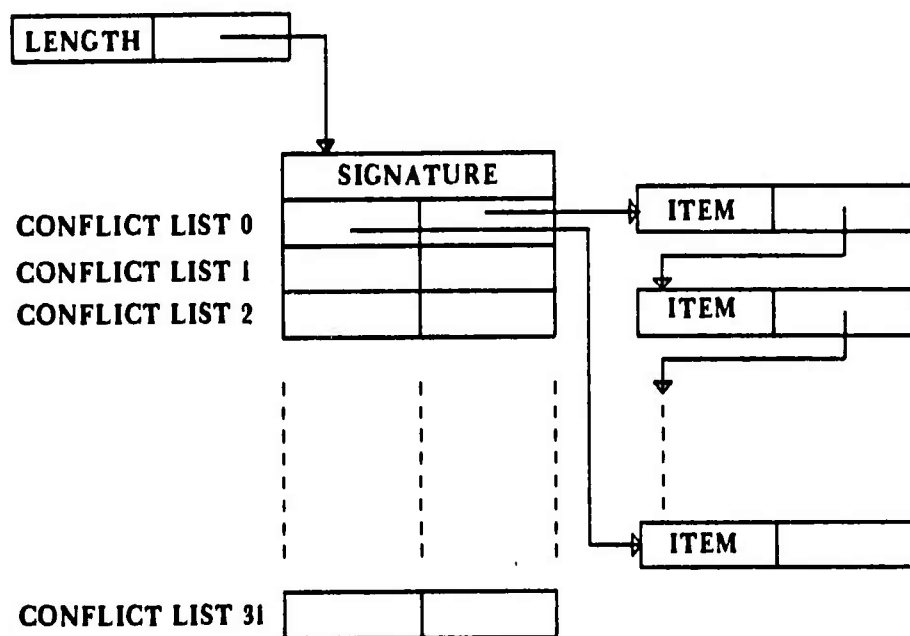 LENGTH
SIGNATURE
CONFLICT LIST 0
ITEM
CONFLICT LIST 1
CONFLICT LIST 2
ITEM
ITEM
CONFLICT LIST 31